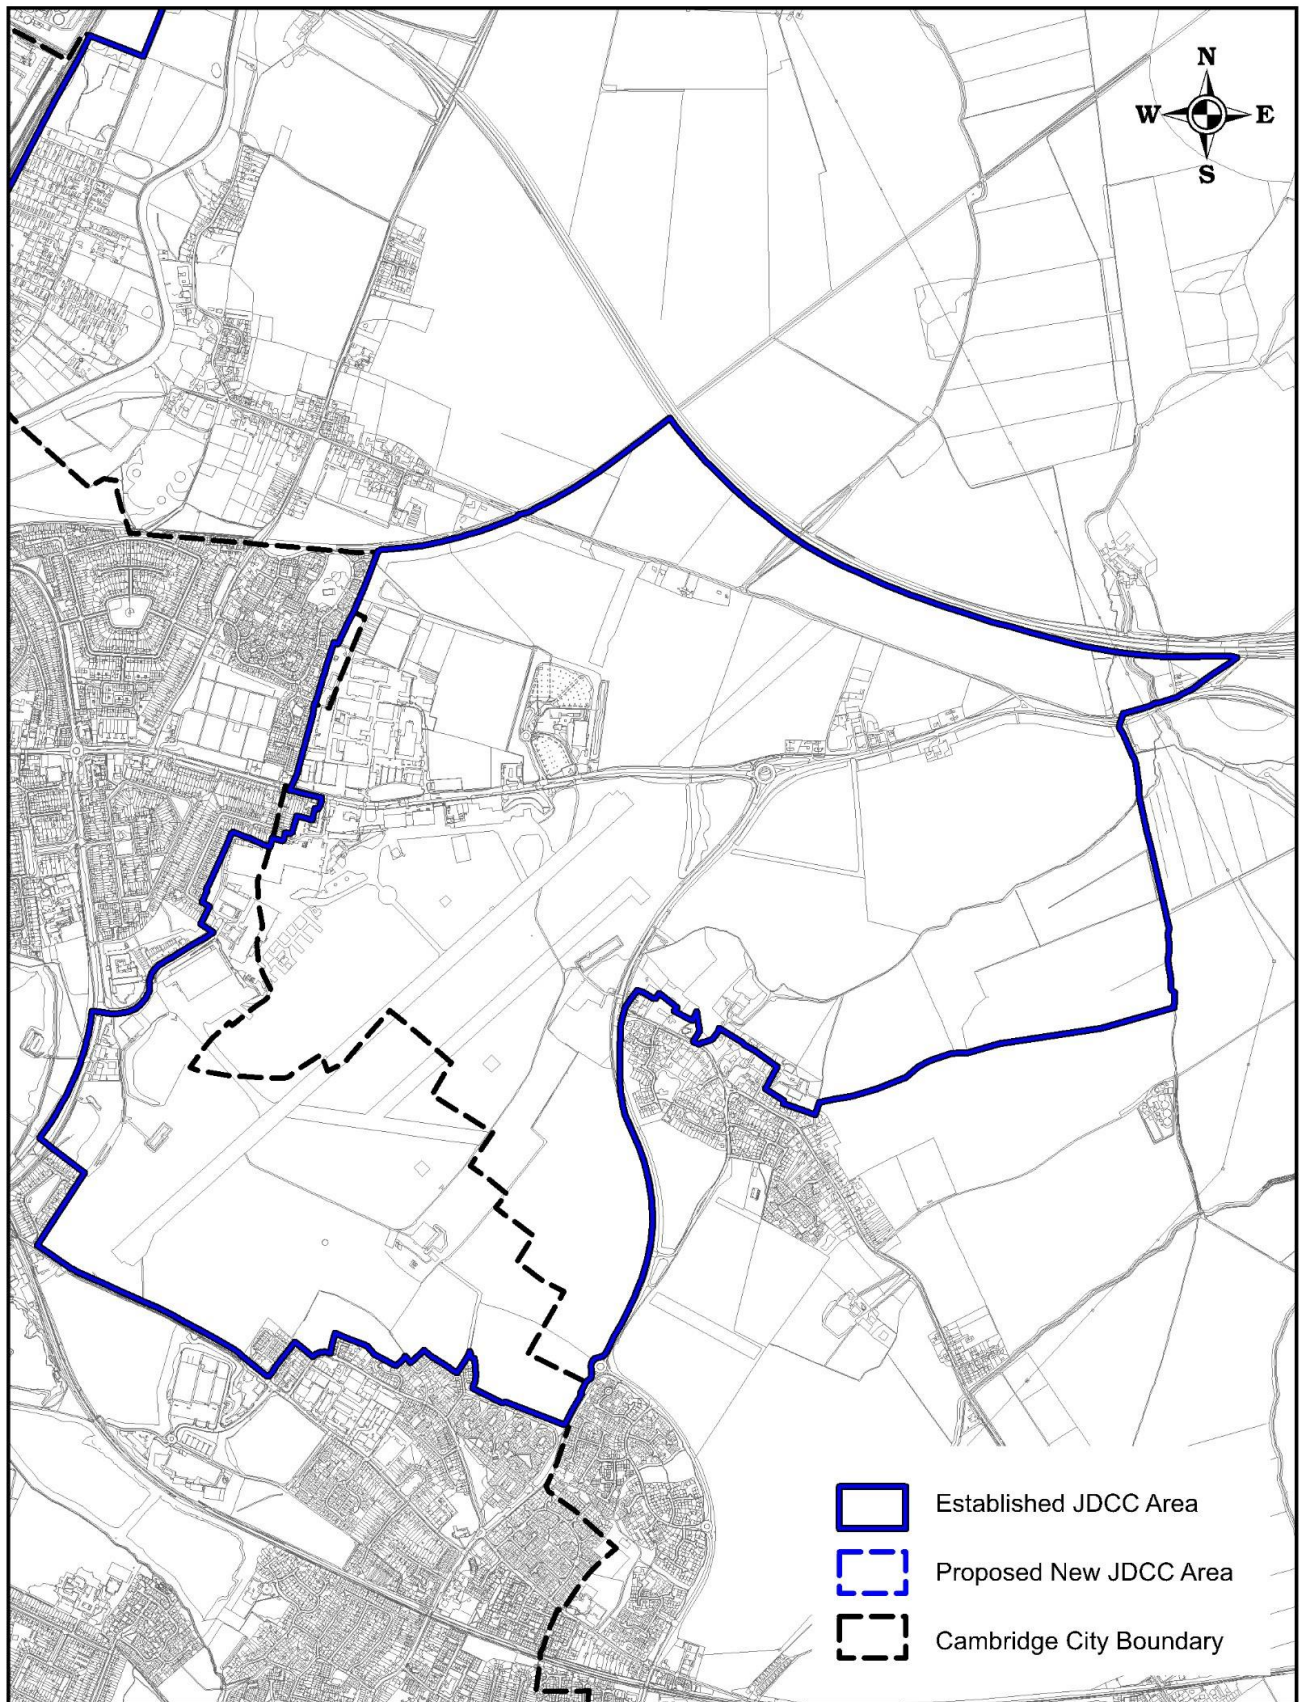 N
W E
S
Established JDCC Area
Proposed New JDCC Area
Cambridge City Boundary